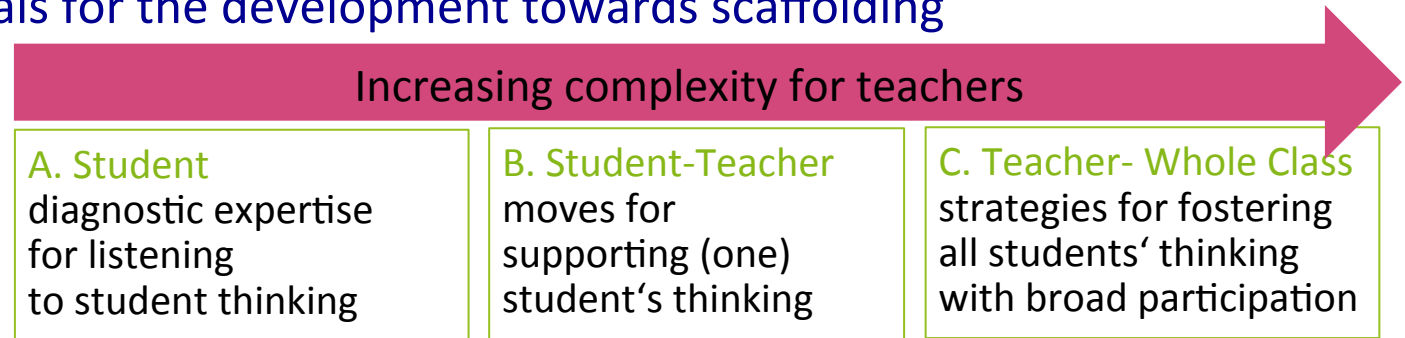 for the development towards scaffolding
Increasing complexity for teachers
A. Student
diagnostic expertise
for listening
to student thinking
B. Student-Teacher
moves for
supporting (one)
student‘s thinking
C. Teacher- Whole Class
strategies for fostering
all students‘ thinking
with broad participation